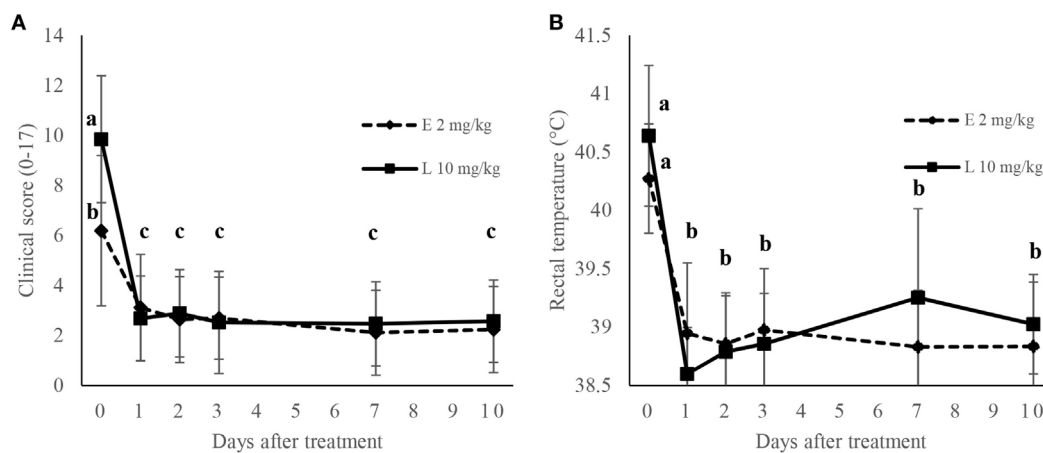 A
Clinical score (0-17)
14
12
10
8
6
4
2
0
a
b
c c c c c
E 2 mg/kg
L 10 mg/kg
0 1 2 3 4 5 6 7 8 9 10
Days after treatment
B
Rectal temperature (°C)
41.5
41
40.5
40
39.5
39
38.5
a
a
b b b b b
E 2 mg/kg
L 10 mg/kg
0 1 2 3 4 5 6 7 8 9 10
Days after treatment